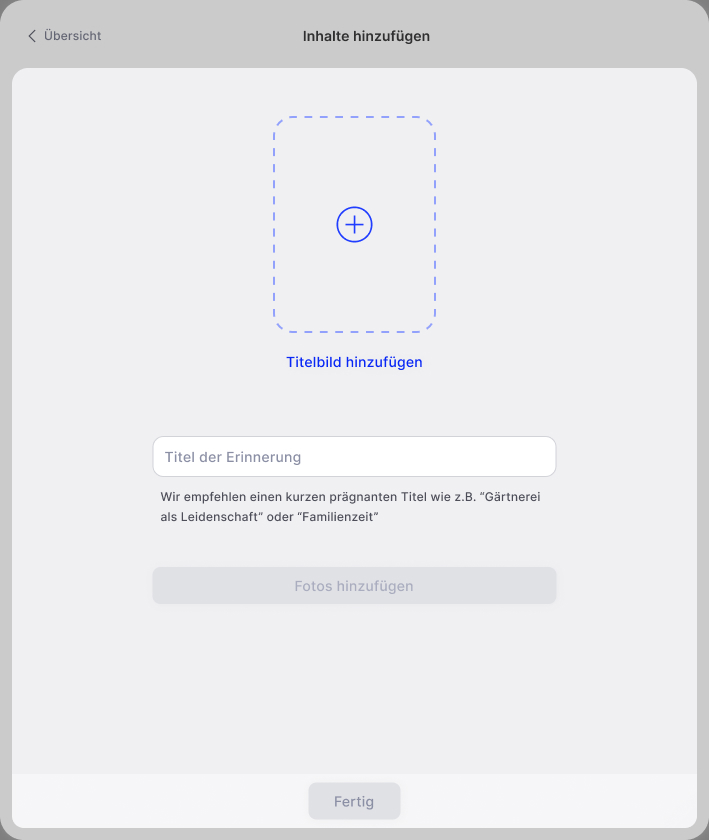 Übersicht
Inhalte hinzufügen
Titelbild hinzufügen
Titel der Erinnerung
Wir empfehlen einen kurzen prägnanten Titel wie z.B. “Gärtnerei
als Leidenschaft” oder “Familienzeit”
Fotos hinzufügen
Fertig